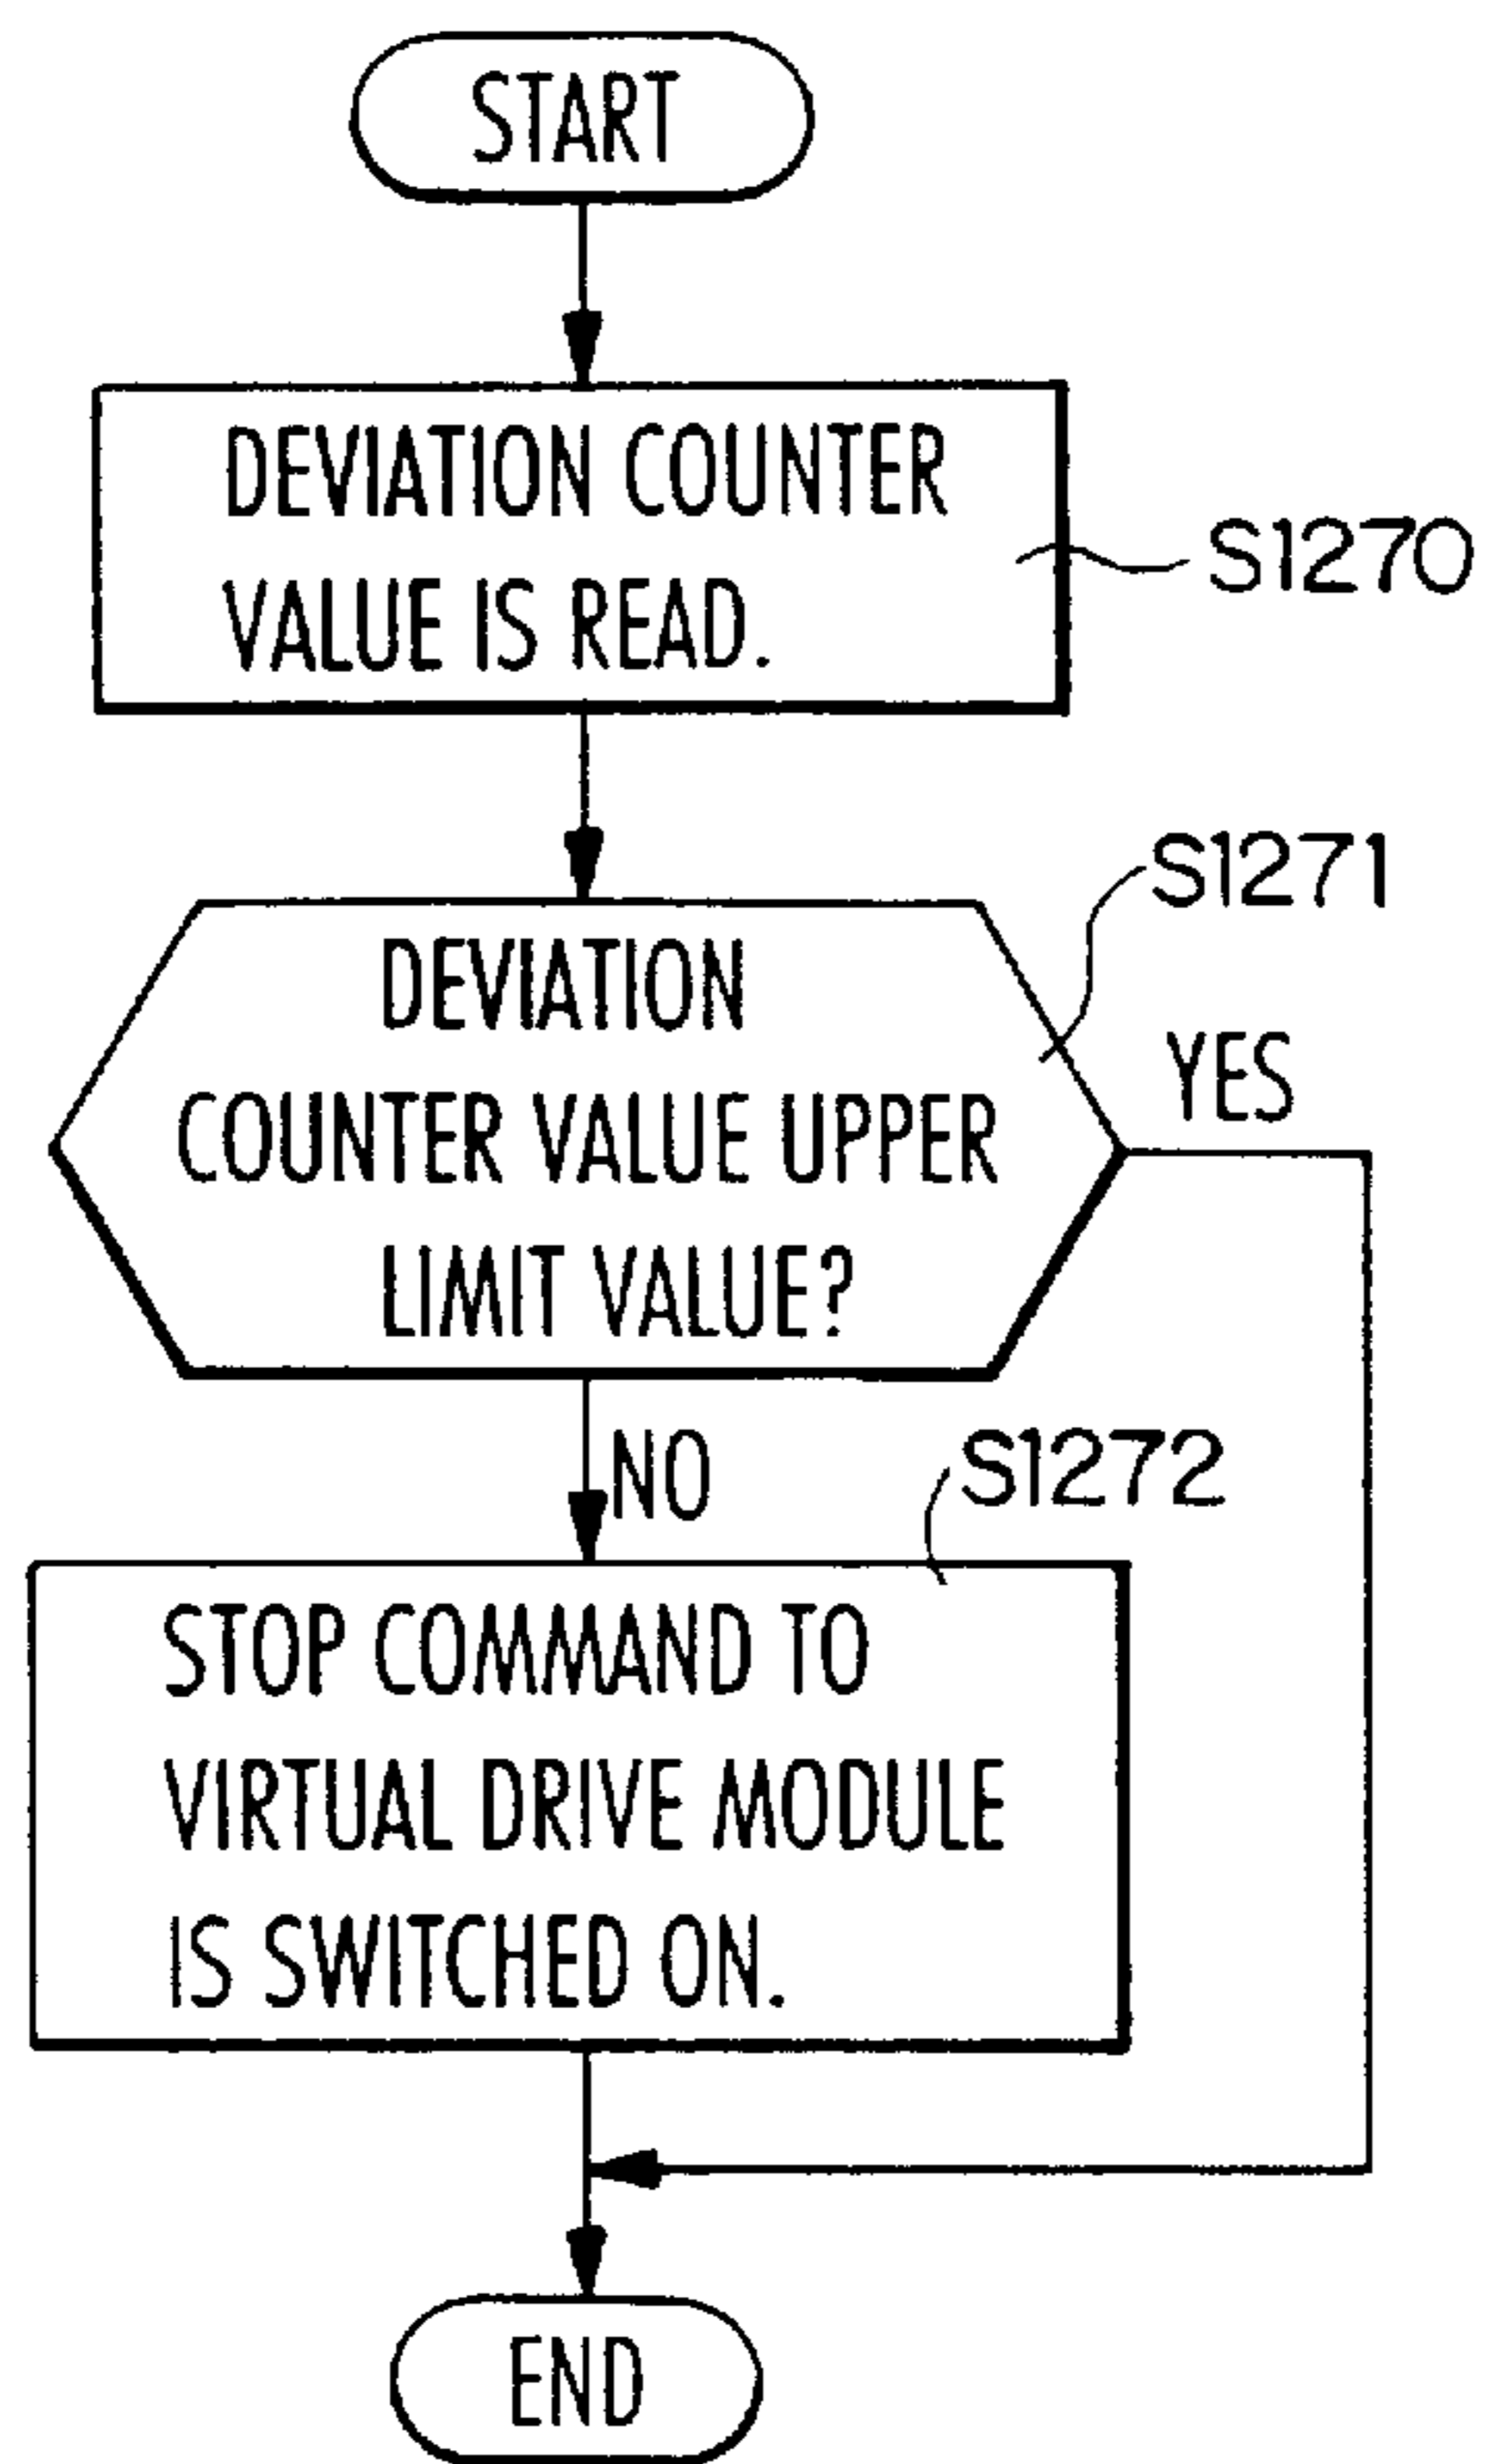 START
DEVIATION COUNTER
VALUE IS READ.
S1270
S1271
DEVIATION
COUNTER VALUE UPPER
LIMIT VALUE?
YES
NO
S1272
STOP COMMAND TO
VIRTUAL DRIVE MODULE
IS SWITCHED ON.
END